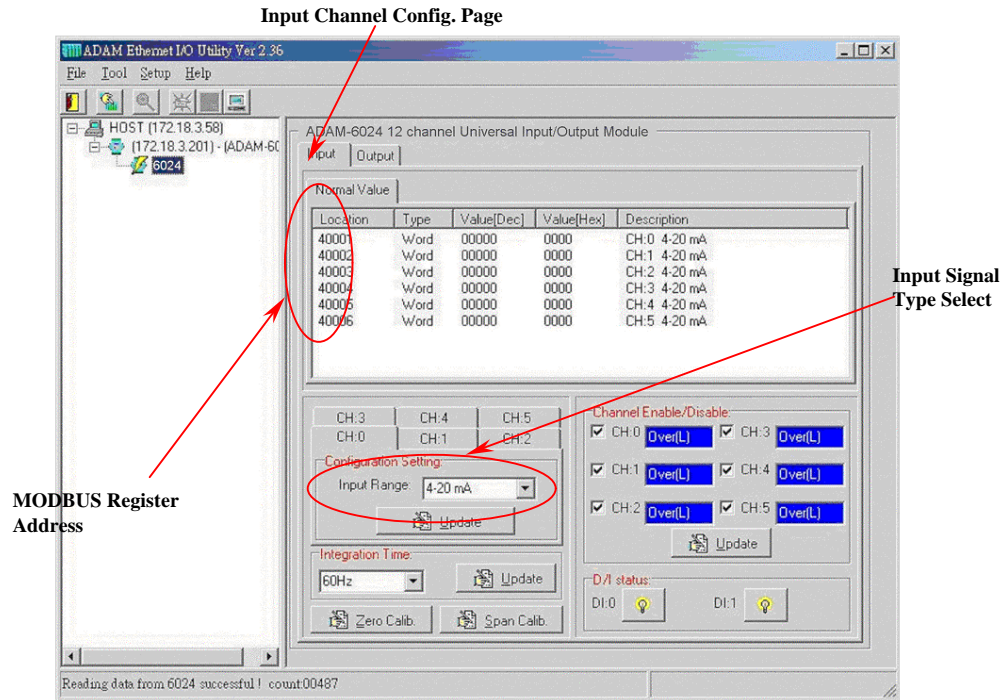 Input Channel Config. Page
ADAM Ethernet I/O Utility Ver 2.36
File Tool Setup Help
HOST (172.18.3.58)
(172.18.3.201) - (ADAM-60
6024
ADAM-6024 12 channel Universal Input/Output Module
Input Output
Normal Value
Location Type Value[Dec] Value[Hex] Description
40001 Word 00000 0000 CH:0 4-20 mA
40002 Word 00000 0000 CH:1 4-20 mA
40003 Word 00000 0000 CH:2 4-20 mA
40004 Word 00000 0000 CH:3 4-20 mA
40005 Word 00000 0000 CH:4 4-20 mA
40006 Word 00000 0000 CH:5 4-20 mA
Input Signal
Type Select
CH:3 CH:4 CH:5
CH:0 CH:1 CH:2
Configuration Setting:
Input Range: 4-20 mA
Update
Integration Time:
60Hz Update
Zero Calib. Span Calib.
Channel Enable/Disable:
CH:0 Over(L) CH:3 Over(L)
CH:1 Over(L) CH:4 Over(L)
CH:2 Over(L) CH:5 Over(L)
Update
D/I status:
DI:0 DI:1
MODBUS Register
Address
Reading data from 6024 successful ! count:00487